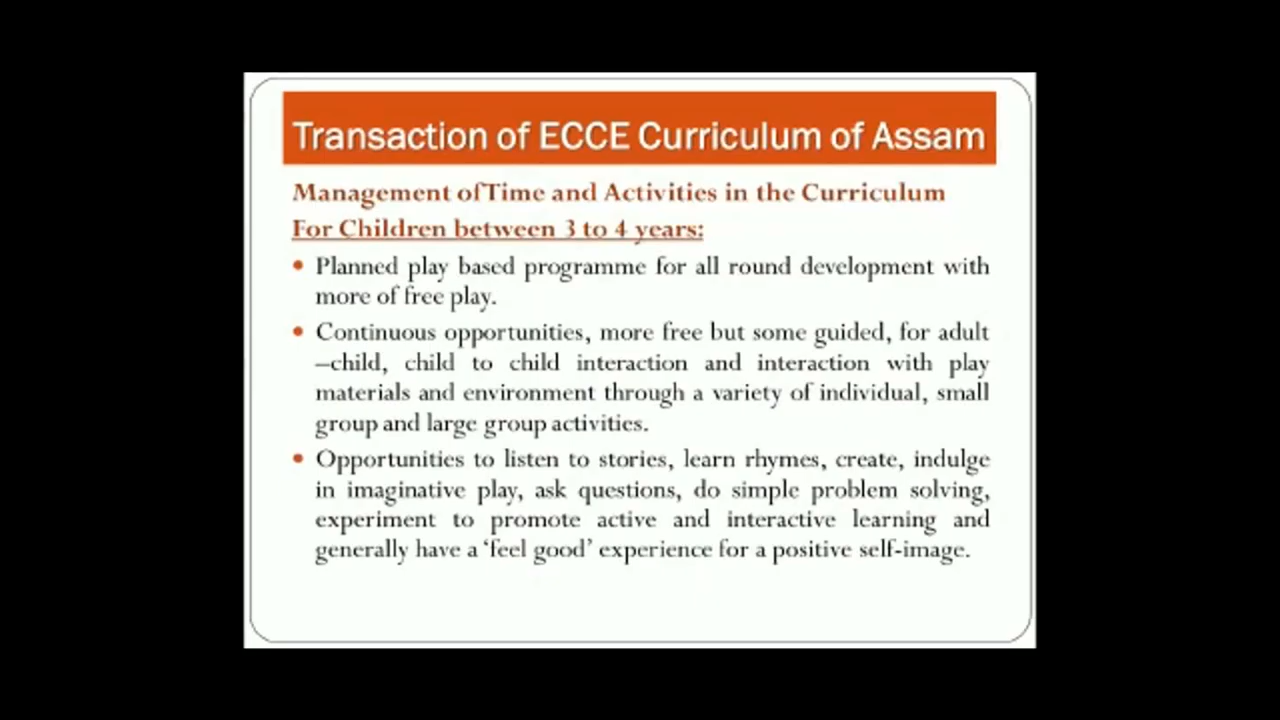 Transaction of ECCE Curriculum of Assam
Management of Time and Activities in the Curriculum
For Children between 3 to 4 years:
• Planned play based programme for all round development with
more of free play.
• Continuous opportunities, more free but some guided, for adult
–child, child to child interaction and interaction with play
materials and environment through a variety of individual, small
group and large group activities.
• Opportunities to listen to stories, learn rhymes, create, indulge
in imaginative play, ask questions, do simple problem solving,
experiment to promote active and interactive learning and
generally have a ‘feel good’ experience for a positive self-image.